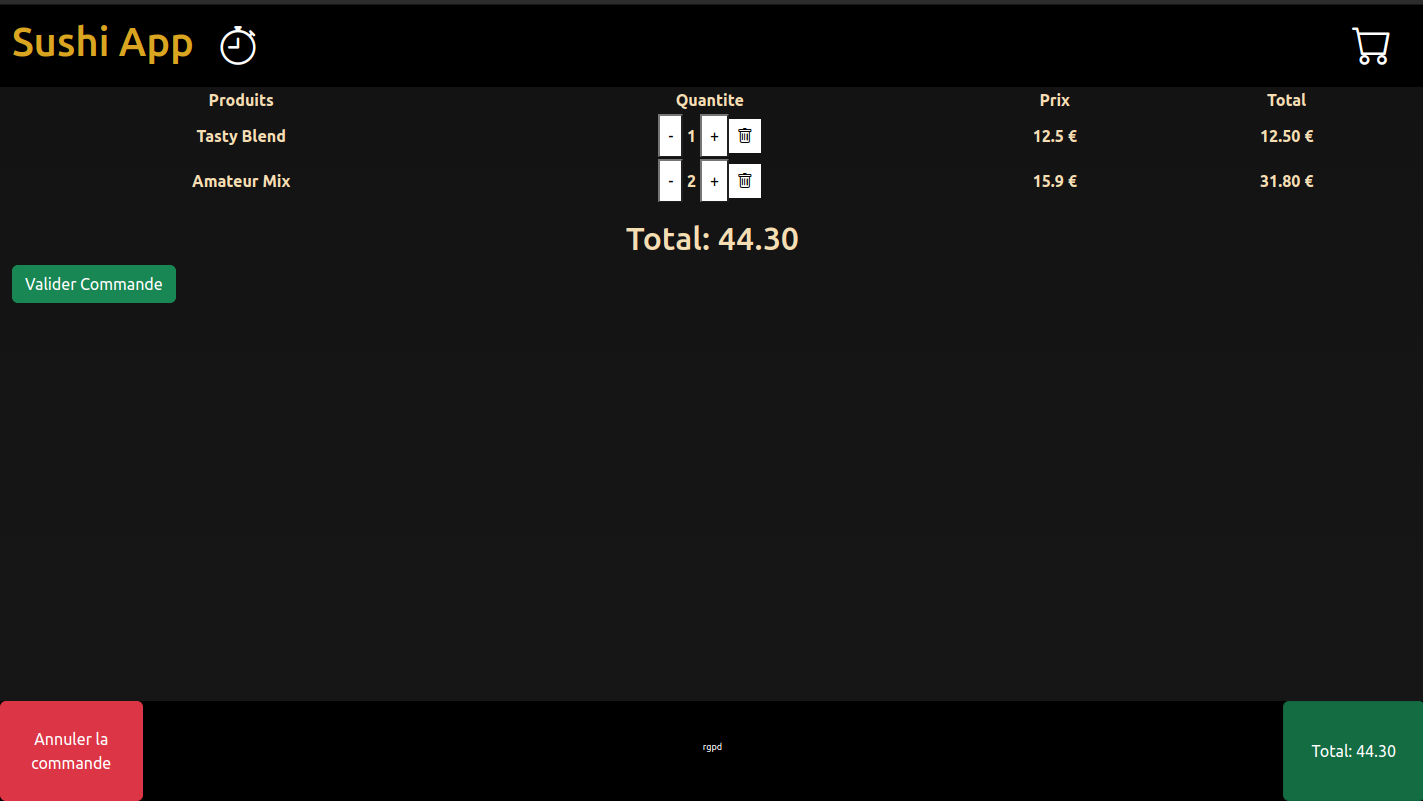 Sushi App
Produits Quantite Prix Total
Tasty Blend - 1 + 12.5 € 12.50 €
Amateur Mix - 2 + 15.9 € 31.80 €
Total: 44.30
Valider Commande
Annuler la
commande
rgpd
Total: 44.30